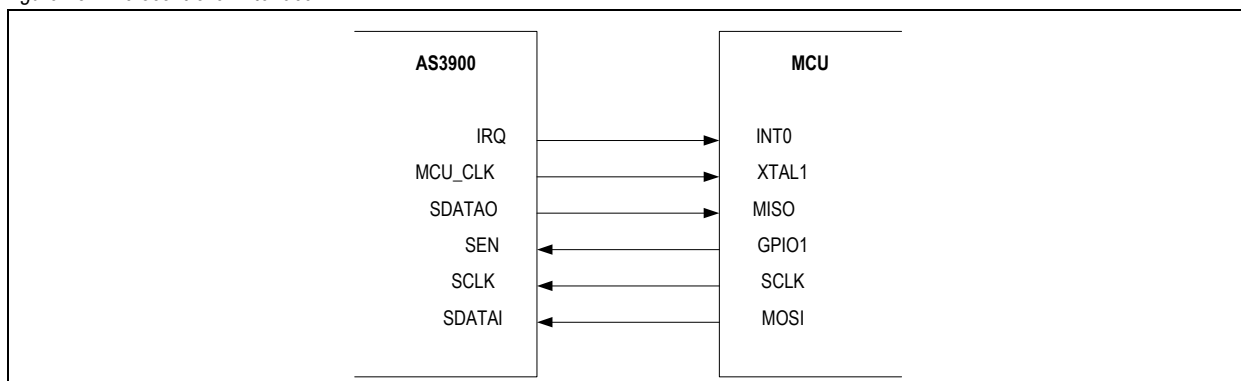 AS3900 MCU
IRQ INT0
MCU_CLK XTAL1
SDATAO MISO
SEN GPIO1
SCLK SCLK
SDATAI MOSI